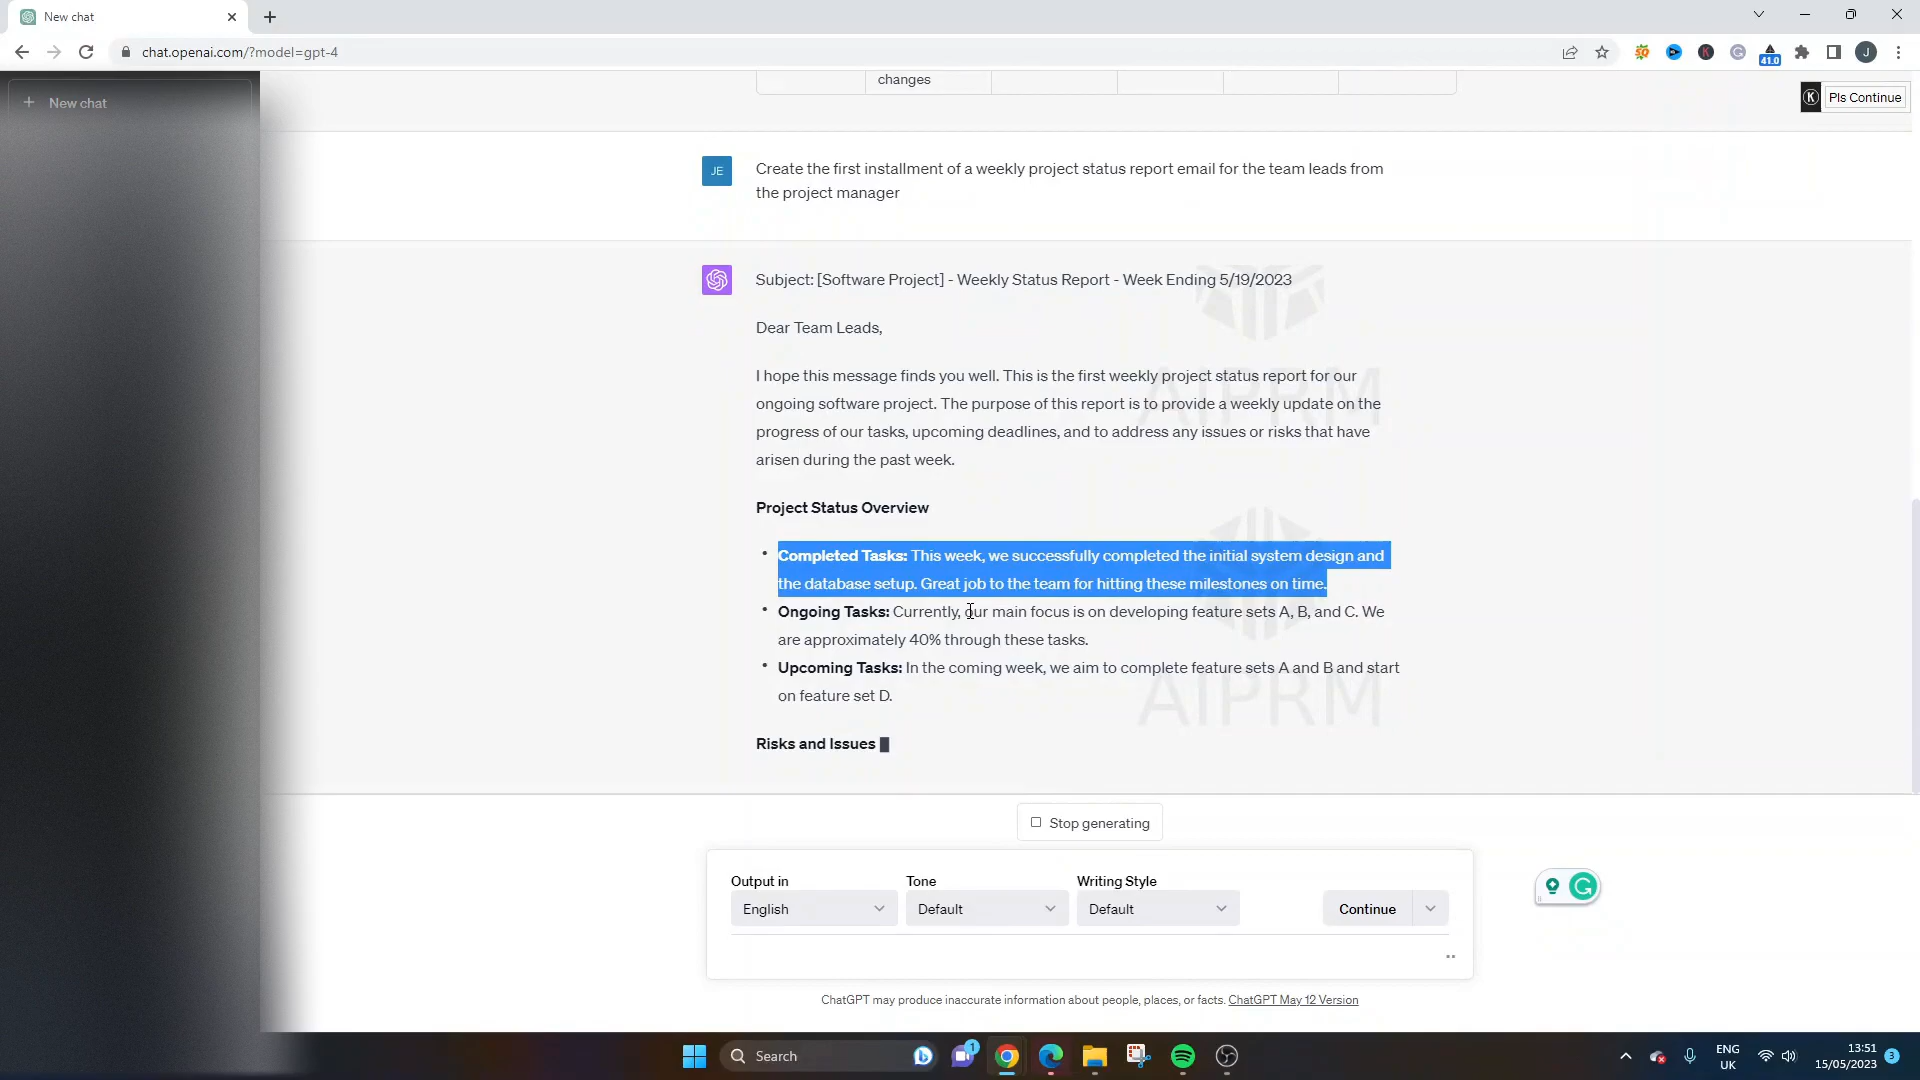 New chat
chat.openai.com/?model=gpt-4
41.0
J
New chat
changes
K
Pls Continue
JE
Create the first installment of a weekly project status report email for the team leads from
the project manager
Subject: [Software Project] - Weekly Status Report - Week Ending 5/19/2023
Dear Team Leads,
I hope this message finds you well. This is the first weekly project status report for our
ongoing software project. The purpose of this report is to provide a weekly update on the
progress of our tasks, upcoming deadlines, and to address any issues or risks that have
arisen during the past week.
AIPRM
Project Status Overview
• Completed Tasks: This week, we successfully completed the initial system design and
the database setup. Great job to the team for hitting these milestones on time.
• Ongoing Tasks: Currently, our main focus is on developing feature sets A, B, and C. We
are approximately 40% through these tasks.
• Upcoming Tasks: In the coming week, we aim to complete feature sets A and B and start
on feature set D.
AIPRM
Risks and Issues
Stop generating
Output in
Tone
Writing Style
English
Default
Default
Continue
ChatGPT may produce inaccurate information about people, places, or facts. ChatGPT May 12 Version
Search
1
ENG
UK
13:51
15/05/2023
3